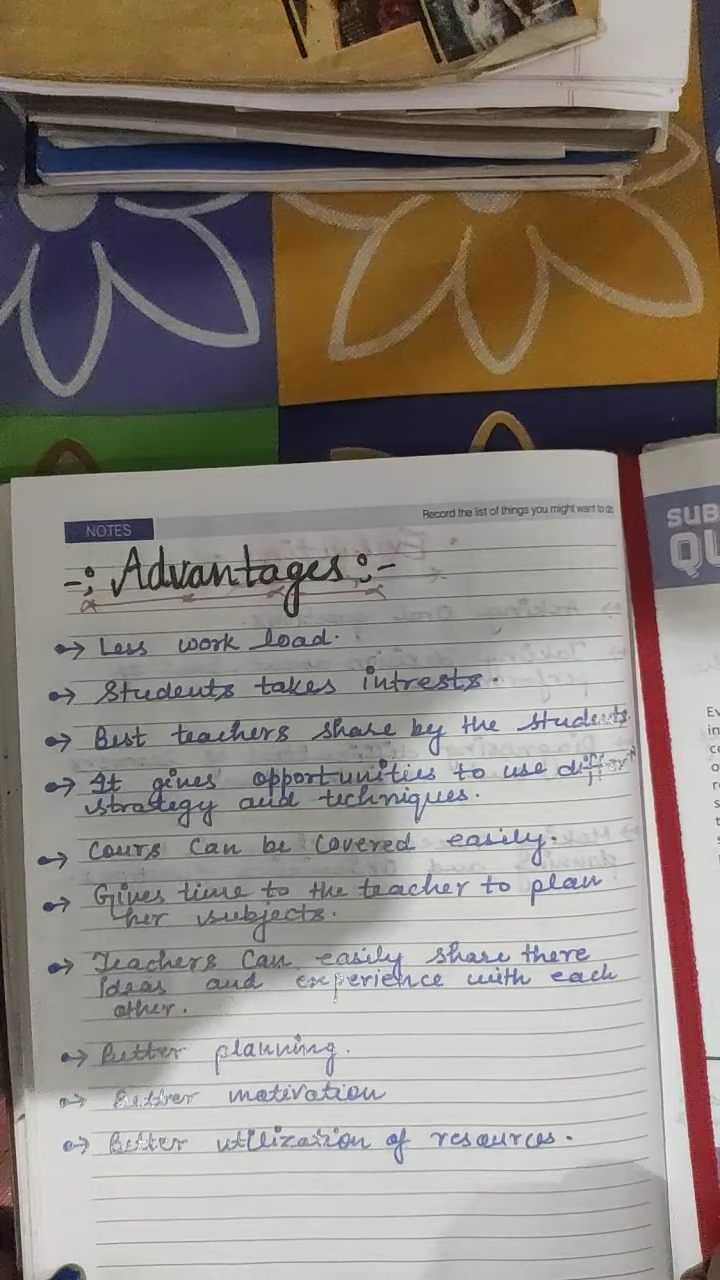 NOTES
Record the list of things you might want to do
-: Advantages :-
→ Less work load.
→ Students takes intrests.
→ Best teachers share by the students.
→ It gives opportunities to use
strategy and techniques.
→ Cours can be covered easily.
→ Gives time to the teacher to plan
her subjects.
→ Teachers can easily share there
Ideas and experience with each
other.
→ Better planning.
→ Better motivation
→ Better utilization of resources.
SUB
QU